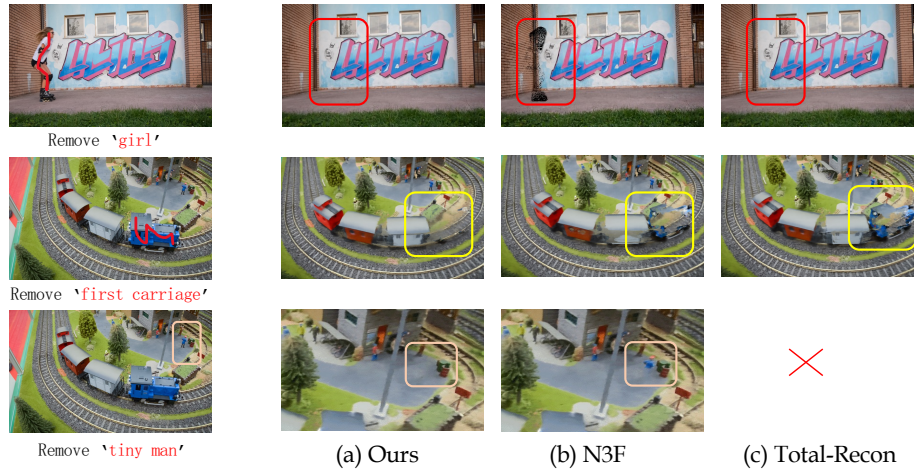 Remove 'girl'
Remove 'first carriage'
Remove 'tiny man'
(a) Ours (b) N3F (c) Total-Recon